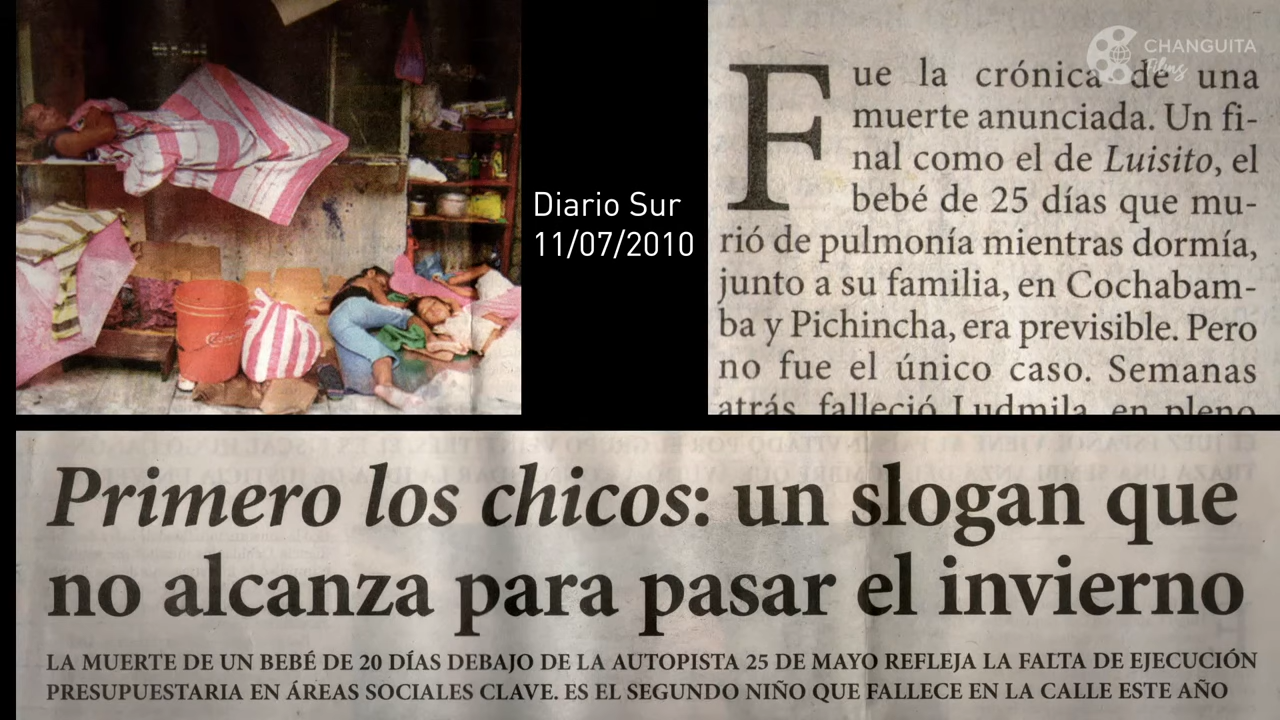 CHANGUITA
Films
Fue la crónica de una
muerte anunciada. Un fi-
nal como el de Luisito, el
bebé de 25 días que mu-
rió de pulmonía mientras dormía,
junto a su familia, en Cochabam-
ba y Pichincha, era previsible. Pero
no fue el único caso. Semanas
atrás, falleció Ludmila, en pleno
Diario Sur
11/07/2010
Primero los chicos: un slogan que
no alcanza para pasar el invierno
LA MUERTE DE UN BEBÉ DE 20 DÍAS DEBAJO DE LA AUTOPISTA 25 DE MAYO REFLEJA LA FALTA DE EJECUCIÓN
PRESUPUESTARIA EN ÁREAS SOCIALES CLAVE. ES EL SEGUNDO NIÑO QUE FALLECE EN LA CALLE ESTE AÑO